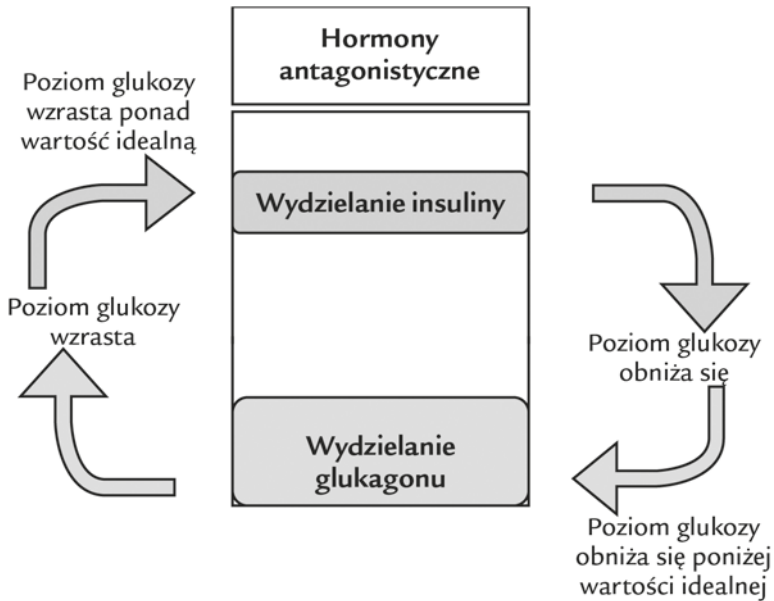 Hormony
antagonistyczne
Poziom glukozy
wzrasta ponad
wartość idealną
Wydzielanie insuliny
Poziom glukozy
wzrasta
Poziom glukozy
obniża się
Wydzielanie
glukagonu
Poziom glukozy
obniża się poniżej
wartości idealnej